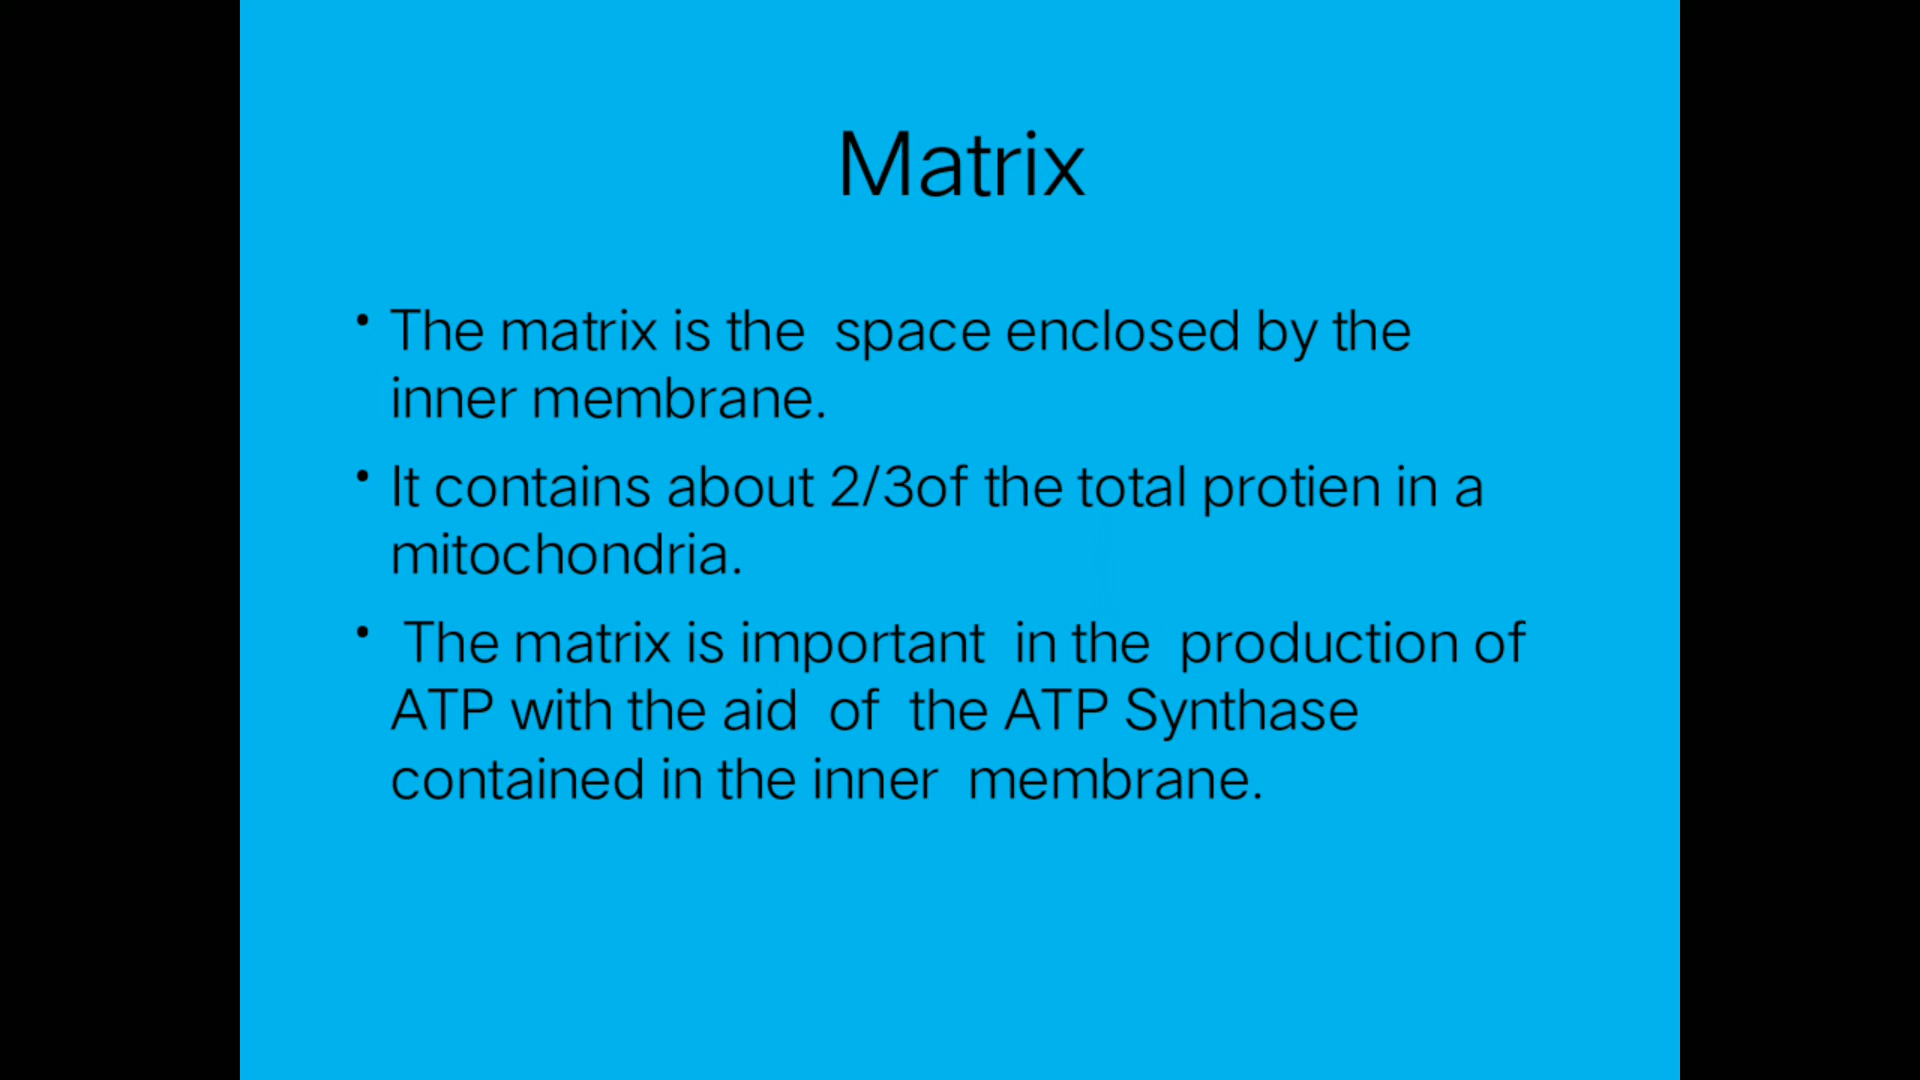 Matrix
• The matrix is the space enclosed by the
inner membrane.
• It contains about 2/3of the total protien in a
mitochondria.
• The matrix is important in the production of
ATP with the aid of the ATP Synthase
contained in the inner membrane.